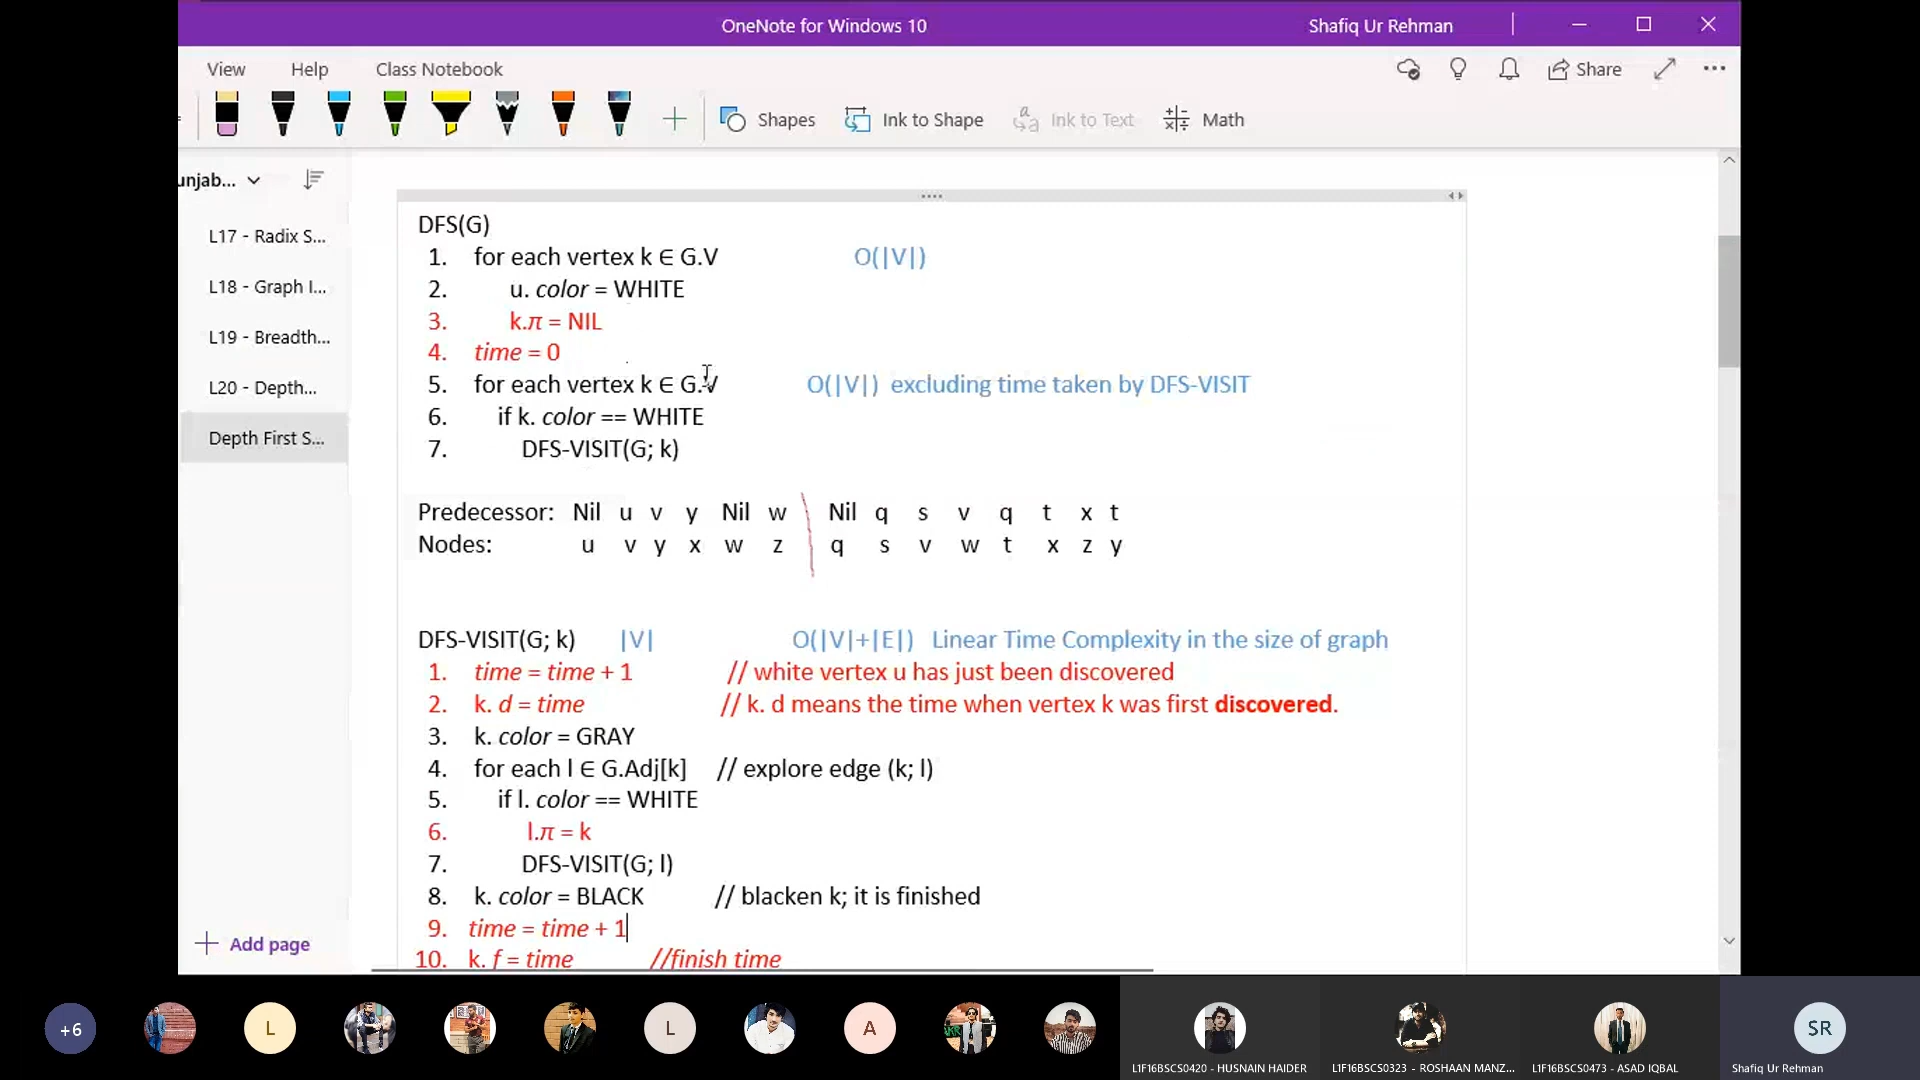 OneNote for Windows 10
Shafiq Ur Rehman
View Help Class Notebook
Share
Shapes Ink to Shape Ink to Text Math
unjab...
L17 - Radix S...
L18 - Graph I...
L19 - Breadth...
L20 - Depth...
Depth First S...
Add page
DFS(G)
1. for each vertex k ∈ G.V O(|V|)
2. u. color = WHITE
3. k.π = NIL
4. time = 0
5. for each vertex k ∈ G.V O(|V|) excluding time taken by DFS-VISIT
6. if k. color == WHITE
7. DFS-VISIT(G; k)
Predecessor: Nil u v y Nil w Nil q s v q t x t
Nodes: u v y x w z q s v w t x z y
DFS-VISIT(G; k) |V| O(|V|+|E|) Linear Time Complexity in the size of graph
1. time = time + 1 // white vertex u has just been discovered
2. k. d = time // k. d means the time when vertex k was first discovered.
3. k. color = GRAY
4. for each l ∈ G.Adj[k] // explore edge (k; l)
5. if l. color == WHITE
6. l.π = k
7. DFS-VISIT(G; l)
8. k. color = BLACK // blacken k; it is finished
9. time = time + 1
10. k. f = time //finish time
+6 L L A AKR SR
L1F16BSCS0420 - HUSNAIN HAIDER L1F16BSCS0323 - ROSHAAN MANZ... L1F16BSCS0473 - ASAD IQBAL Shafiq Ur Rehman